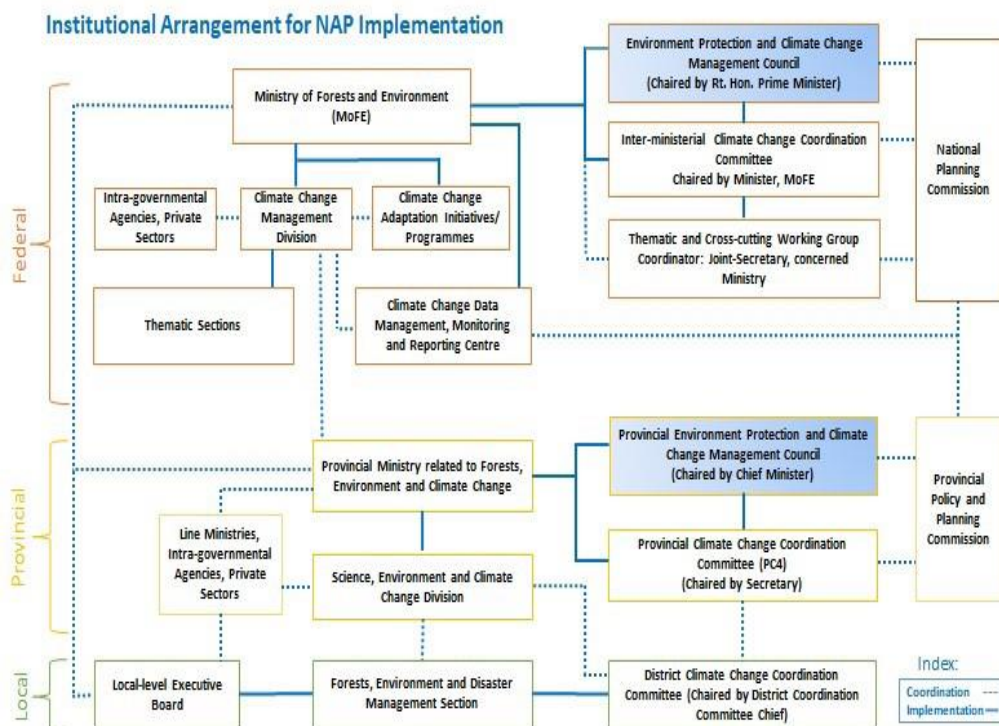 Institutional Arrangement for NAP Implementation
Federal
Ministry of Forests and Environment
(MoFE)
Environment Protection and Climate Change
Management Council
(Chaired by Rt. Hon. Prime Minister)
Inter-ministerial Climate Change Coordination
Committee
Chaired by Minister, MoFE
National
Planning
Commission
Intra-governmental
Agencies, Private
Sectors
Climate Change
Management
Division
Climate Change
Adaptation Initiatives/
Programmes
Thematic and Cross-cutting Working Group
Coordinator: Joint-Secretary, concerned
Ministry
Thematic Sections
Climate Change Data
Management, Monitoring
and Reporting Centre
Provincial
Provincial Ministry related to Forests,
Environment and Climate Change
Provincial Environment Protection and Climate
Change Management Council
(Chaired by Chief Minister)
Provincial
Policy and
Planning
Commission
Line Ministries,
Intra-governmental
Agencies, Private
Sectors
Science, Environment and Climate
Change Division
Provincial Climate Change Coordination
Committee (PC4)
(Chaired by Secretary)
Local
Local-level Executive
Board
Forests, Environment and Disaster
Management Section
District Climate Change Coordination
Committee (Chaired by District Coordination
Committee Chief)
Index:
Coordination
Implementation